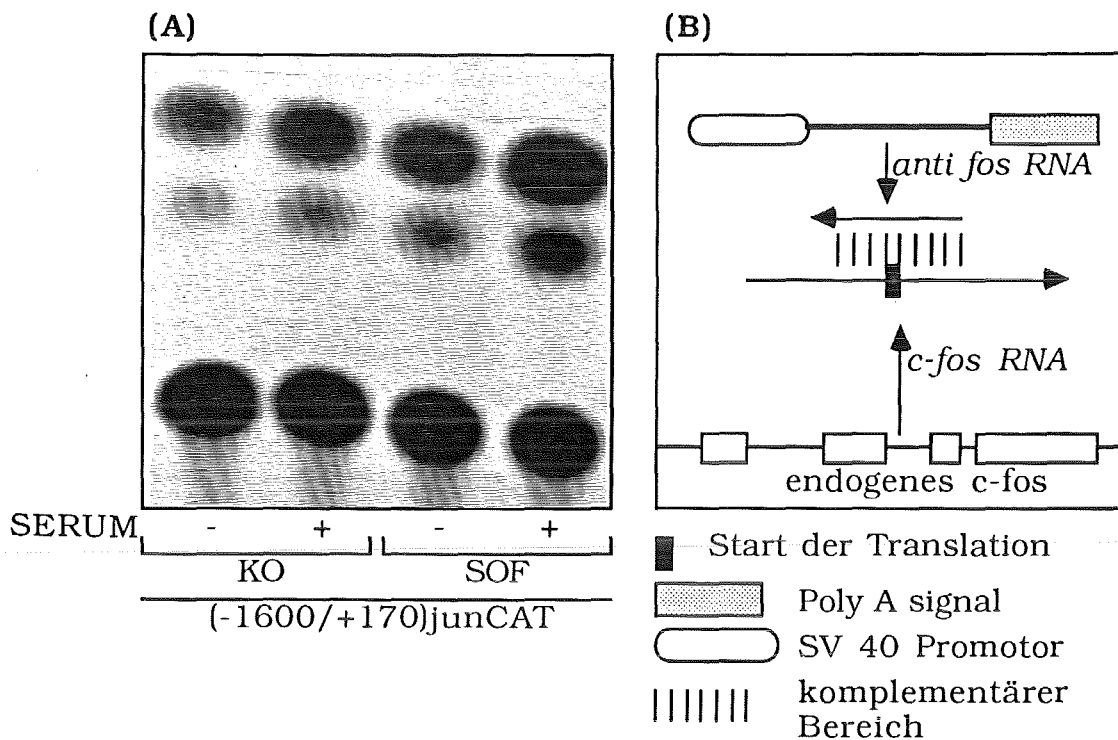 (A)
(B)
anti fos RNA
c-fos RNA
endogenes c-fos
SERUM - + - +
KO SOF
(-1600/+170)junCAT
Start der Translation
Poly A signal
SV 40 Promotor
komplementärer
Bereich